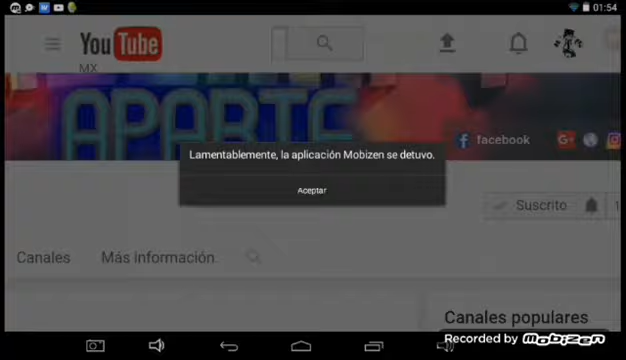 01:54
YouTube
MX
APARTE
facebook
Lamentablemente, la aplicación Mobizen se detuvo.
Aceptar
Suscrito
Canales
Más información
Canales populares
Recorded by mobizen